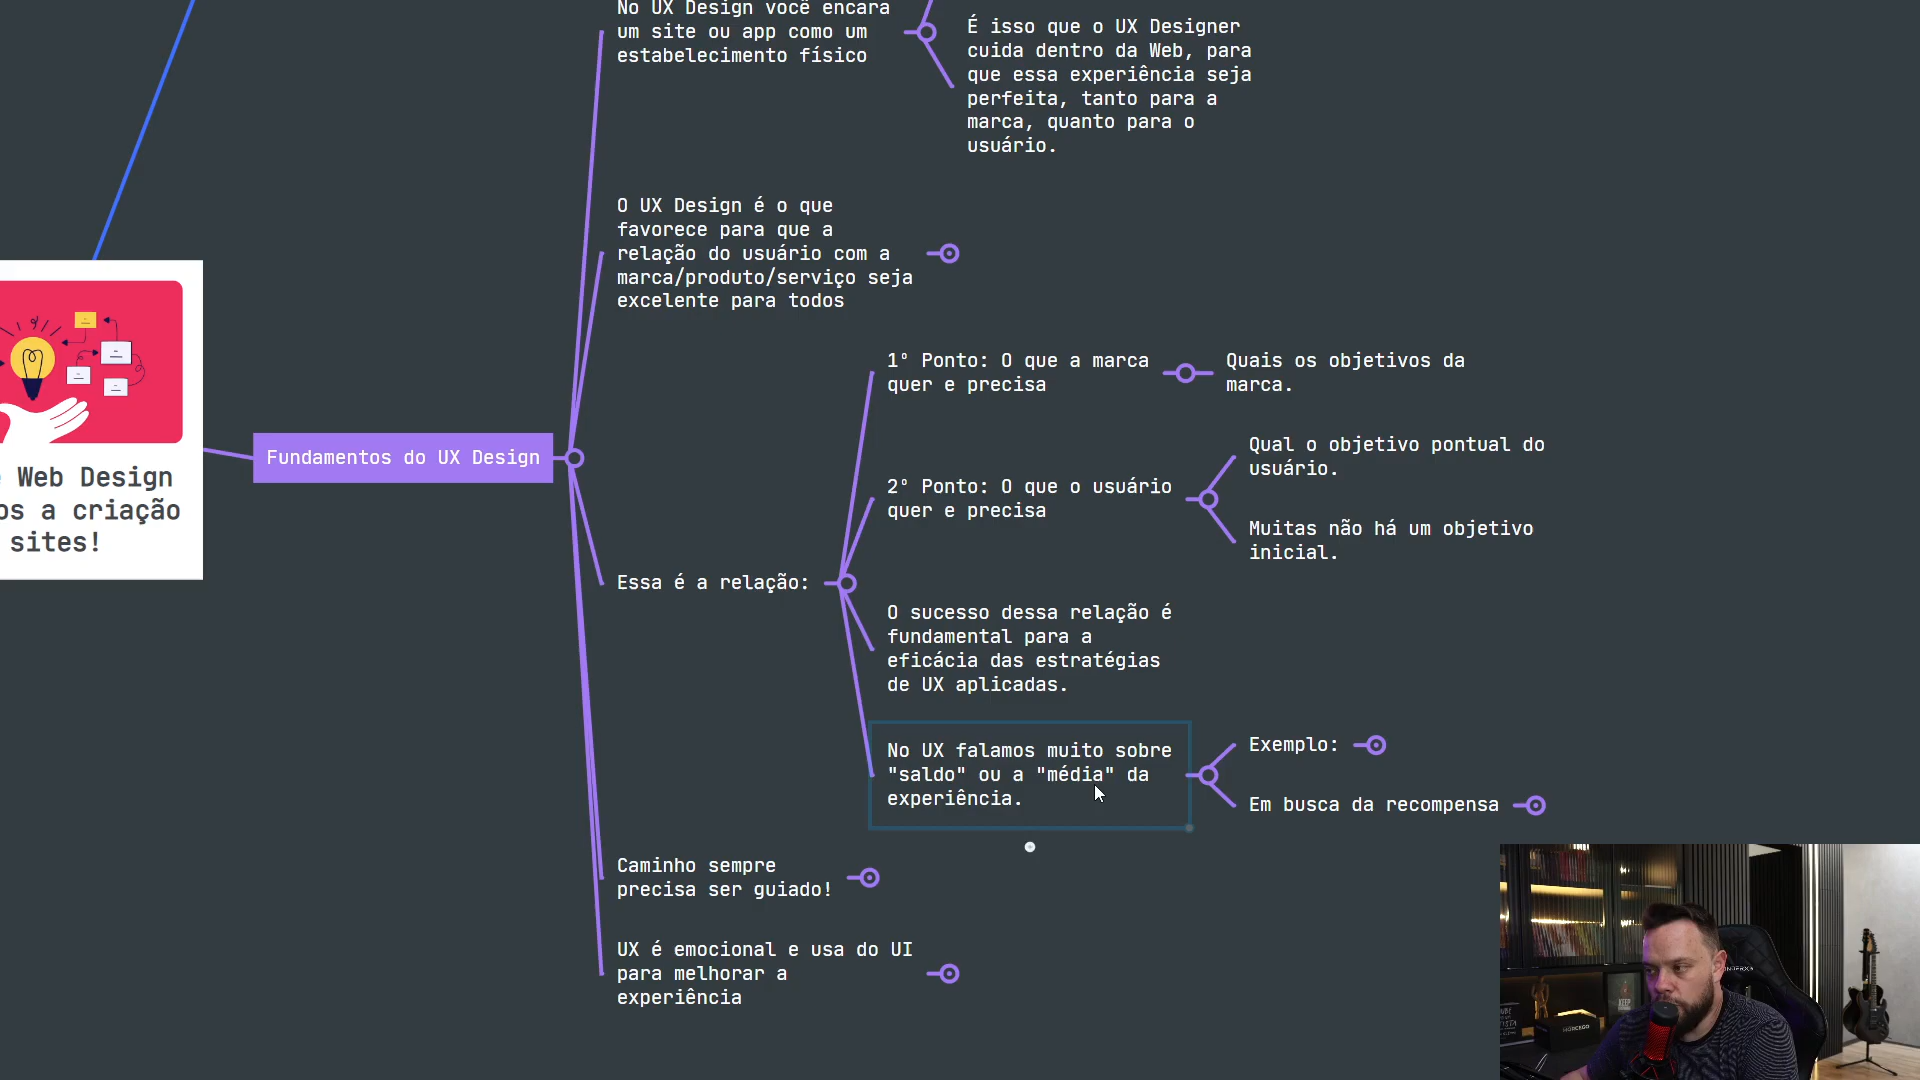 No UX Design você encara
um site ou app como um
estabelecimento físico
É isso que o UX Designer
cuida dentro da Web, para
que essa experiência seja
perfeita, tanto para a
marca, quanto para o
usuário.
O UX Design é o que
favorece para que a
relação do usuário com a
marca/produto/serviço seja
excelente para todos
1º Ponto: O que a marca
quer e precisa
Quais os objetivos da
marca.
Qual o objetivo pontual do
usuário.
2º Ponto: O que o usuário
quer e precisa
Muitas não há um objetivo
inicial.
Fundamentos do UX Design
Web Design
os a criação
sites!
Essa é a relação:
O sucesso dessa relação é
fundamental para a
eficácia das estratégias
de UX aplicadas.
No UX falamos muito sobre
"saldo" ou a "média" da
experiência.
Exemplo:
Em busca da recompensa
Caminho sempre
precisa ser guiado!
UX é emocional e usa do UI
para melhorar a
experiência
KEEP
MORCEGO